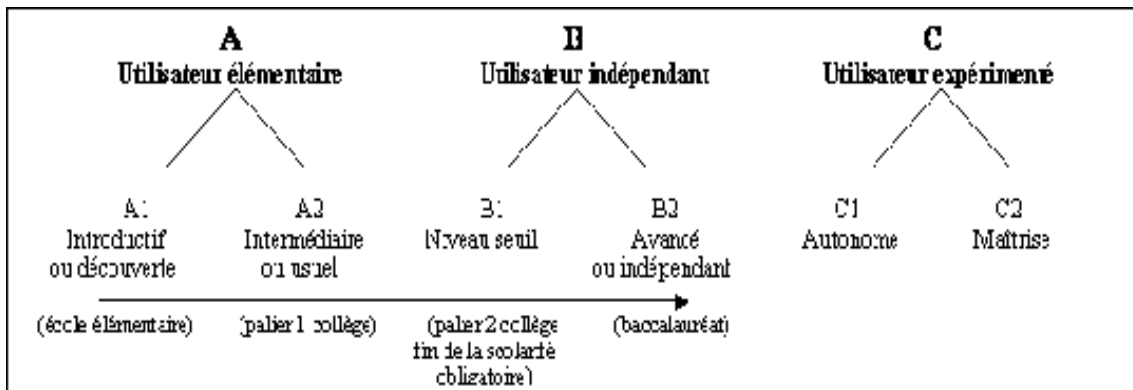 A
Utilisateur élémentaire
B
Utilisateur indépendant
C
Utilisateur expérimenté
A1
Introductif
ou découverte
A2
Intermédiaire
ou usuel
B1
Niveau seuil
B2
Avancé
ou indépendant
C1
Autonome
C2
Maîtrise
(école élémentaire)
(palier 1 collège)
(palier 2 collège
fin de la scolarité
obligatoire)
(baccalauréat)